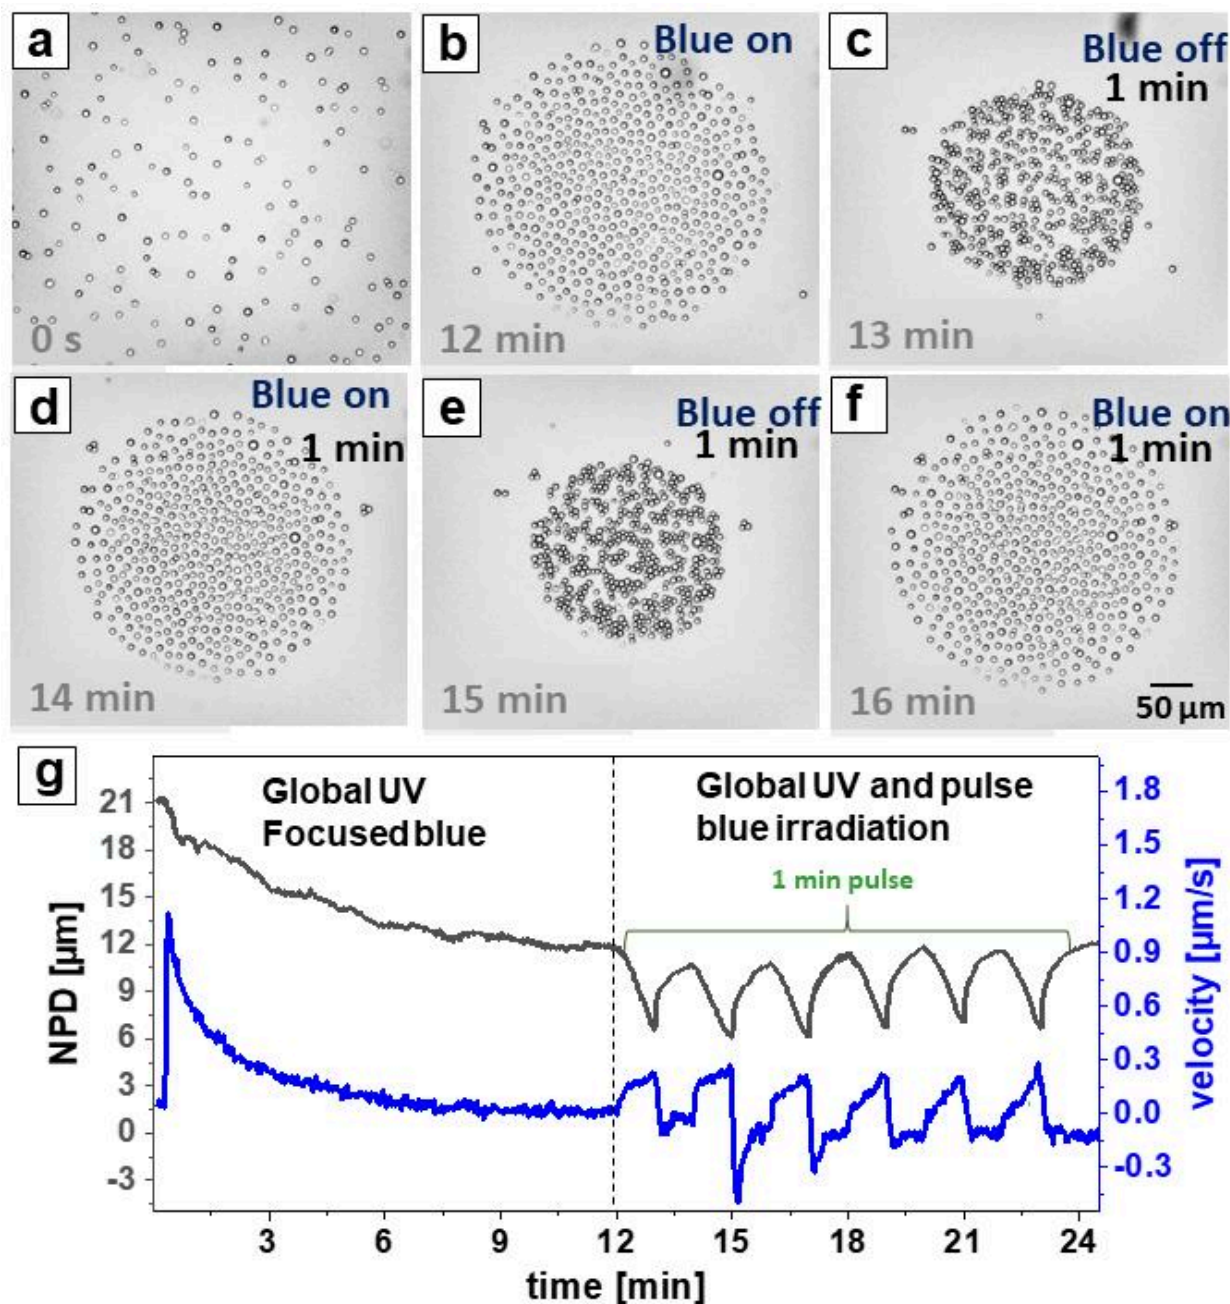 a
0 s
b
Blue on
12 min
c
Blue off
1 min
13 min
d
Blue on
1 min
14 min
e
Blue off
1 min
15 min
f
Blue on
1 min
16 min
50 µm
g
Global UV
Focused blue
Global UV and pulse
blue irradiation
1 min pulse
NPD [µm]
21
18
15
12
9
6
3
0
-3
velocity [µm/s]
1.8
1.5
1.2
0.9
0.6
0.3
0.0
-0.3
3 6 9 12 15 18 21 24
time [min]